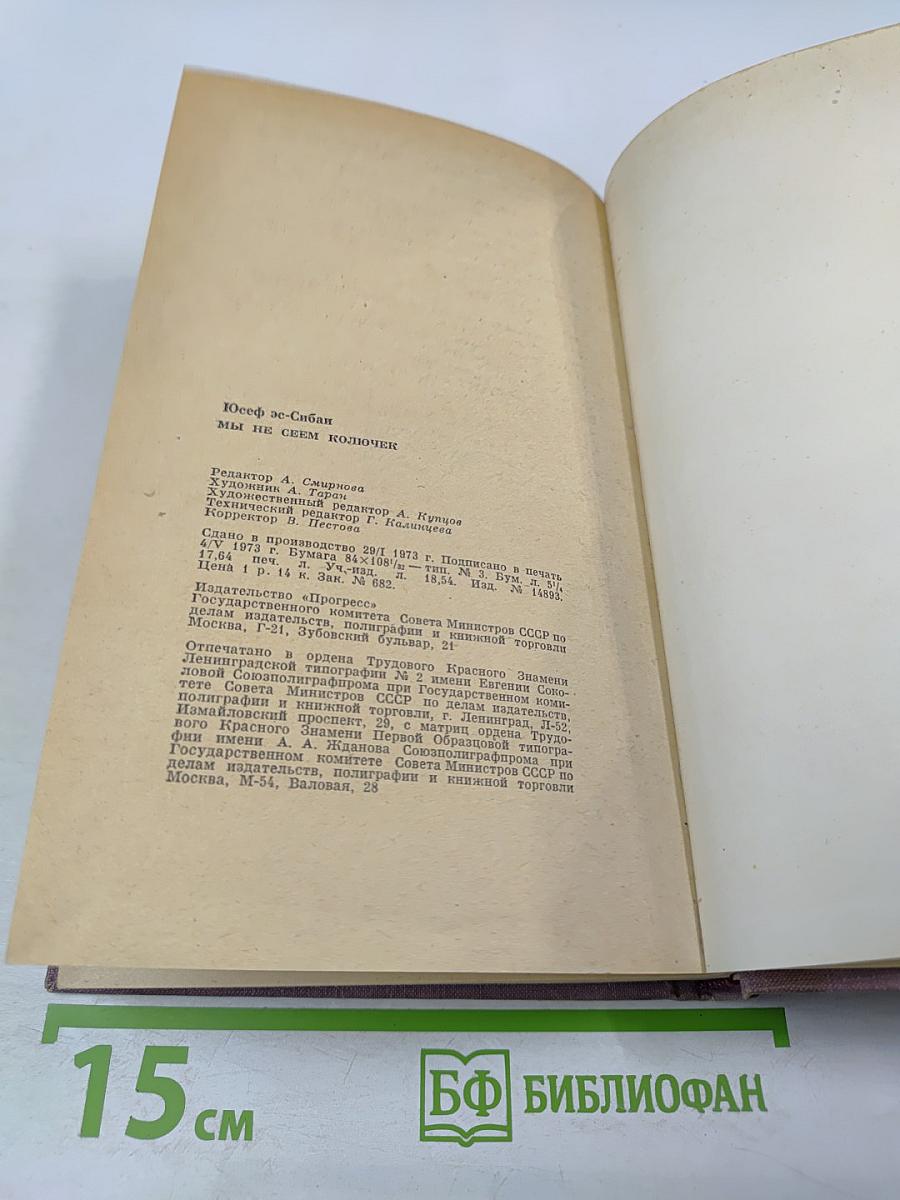 Юсеф эс-Сибаи
МЫ НЕ СЕЕМ КОЛЮЧЕК
Редактор А. Смирнова
Художник А. Таран
Художественный редактор А. Купцов
Технический редактор Г. Калинцева
Корректор В. Пестова
Сдано в производство 29/I 1973 г. Подписано в печать
4/V 1973 г. Бумага 84×108¹/₃₂ — тип. № 3. Бум. л. 5¹/₄
17,64 печ. л. Уч.-изд. л. 18,54. Изд. № 14893.
Цена 1 р. 14 к. Зак. № 682.
Издательство «Прогресс»
Государственного комитета Совета Министров СССР по
делам издательств, полиграфии и книжной торговли
Москва, Г-21, Зубовский бульвар, 21
Отпечатано в ордена Трудового Красного Знамени
Ленинградской типографии № 2 имени Евгении Соко-
ловой Союзполиграфпрома при Государственном коми-
тете Совета Министров СССР по делам издательств,
полиграфии и книжной торговли, г. Ленинград, Л-52,
Измайловский проспект, 29, с матриц ордена Трудо-
вого Красного Знамени Первой Образцовой типогра-
фии имени А. А. Жданова Союзполиграфпрома при
Государственном комитете Совета Министров СССР по
делам издательств, полиграфии и книжной торговли
Москва, М-54, Валовая, 28
15 см
БФ БИБЛИОФАН